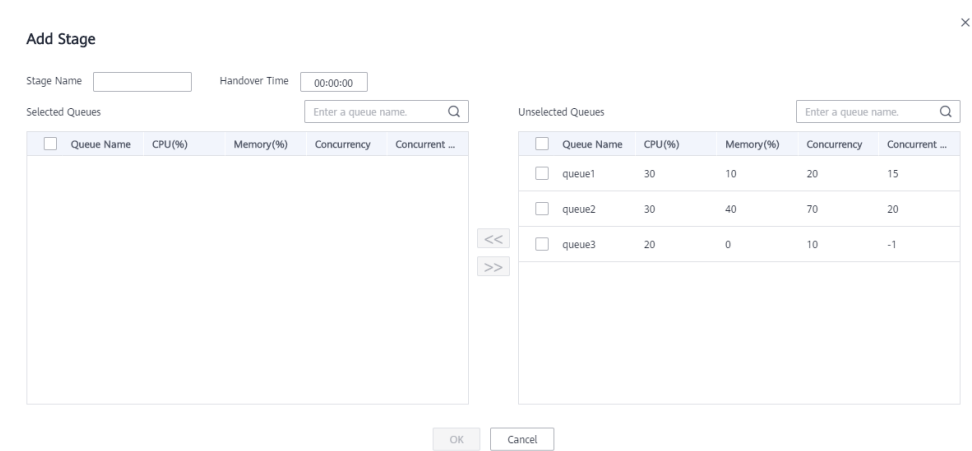 ×
Add Stage
Stage Name Handover Time 00:00:00
Selected Queues Enter a queue name. Unselected Queues Enter a queue name.
Queue Name CPU(%) Memory(%) Concurrency Concurrent ... Queue Name CPU(%) Memory(%) Concurrency Concurrent ...
queue1 30 10 20 15
queue2 30 40 70 20
<<
queue3 20 0 10 -1
>>
OK Cancel